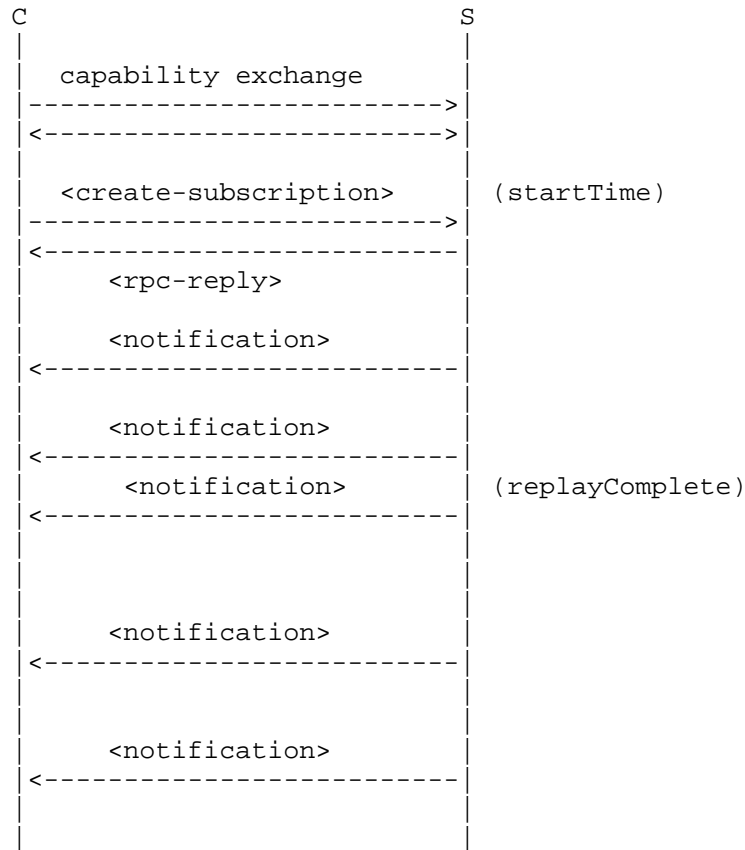 C S
capability exchange
<create-subscription> (startTime)
<rpc-reply>
<notification>
<notification>
<notification> (replayComplete)
<notification>
<notification>